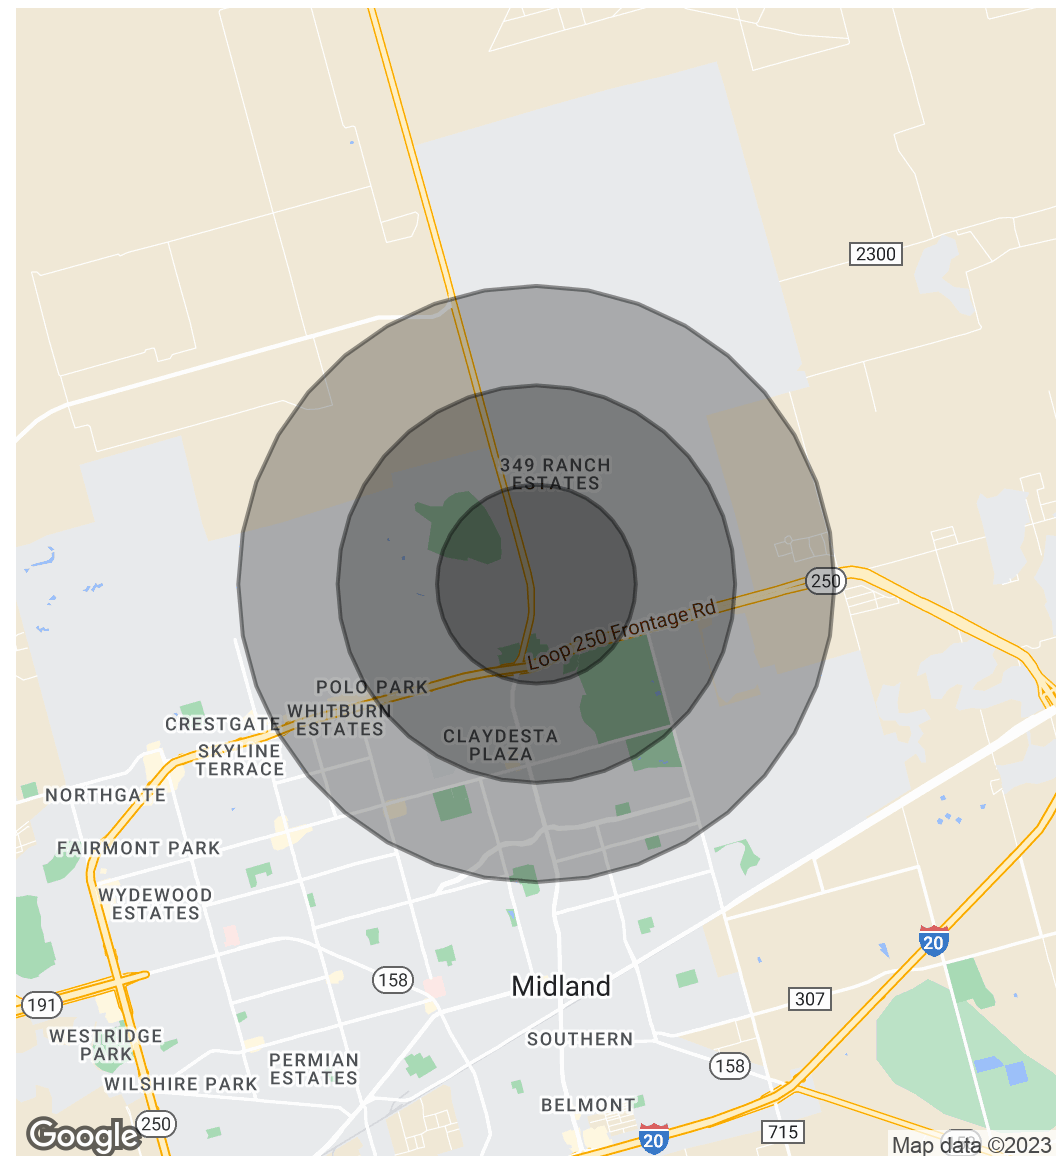 2300
349 RANCH
ESTATES
250
Loop 250 Frontage Rd
POLO PARK
WHITBURN
ESTATES
CRESTGATE
SKYLINE
TERRACE
CLAYDESTA
PLAZA
NORTHGATE
FAIRMONT PARK
WYDEWOOD
ESTATES
20
158
Midland
191
307
WESTRIDGE
PARK
SOUTHERN
PERMIAN
ESTATES
158
WILSHIRE PARK
BELMONT
250
20
715
Google
158
Map data ©2023